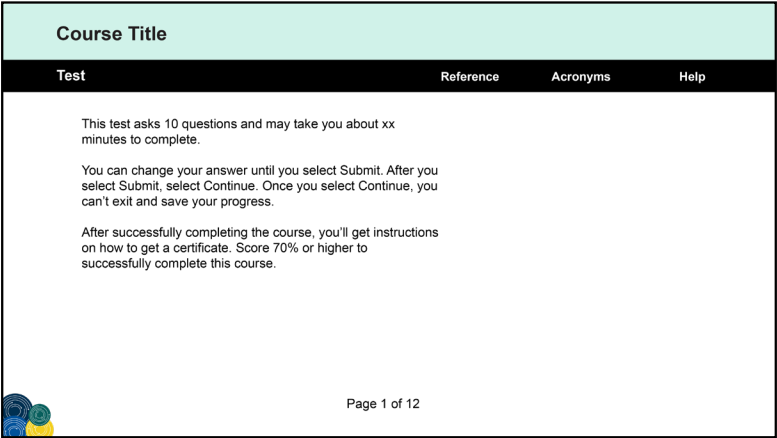 Course Title
Test
Reference
Acronyms
Help
This test asks 10 questions and may take you about xx
minutes to complete.
You can change your answer until you select Submit. After you
select Submit, select Continue. Once you select Continue, you
can’t exit and save your progress.
After successfully completing the course, you’ll get instructions
on how to get a certificate. Score 70% or higher to
successfully complete this course.
Page 1 of 12